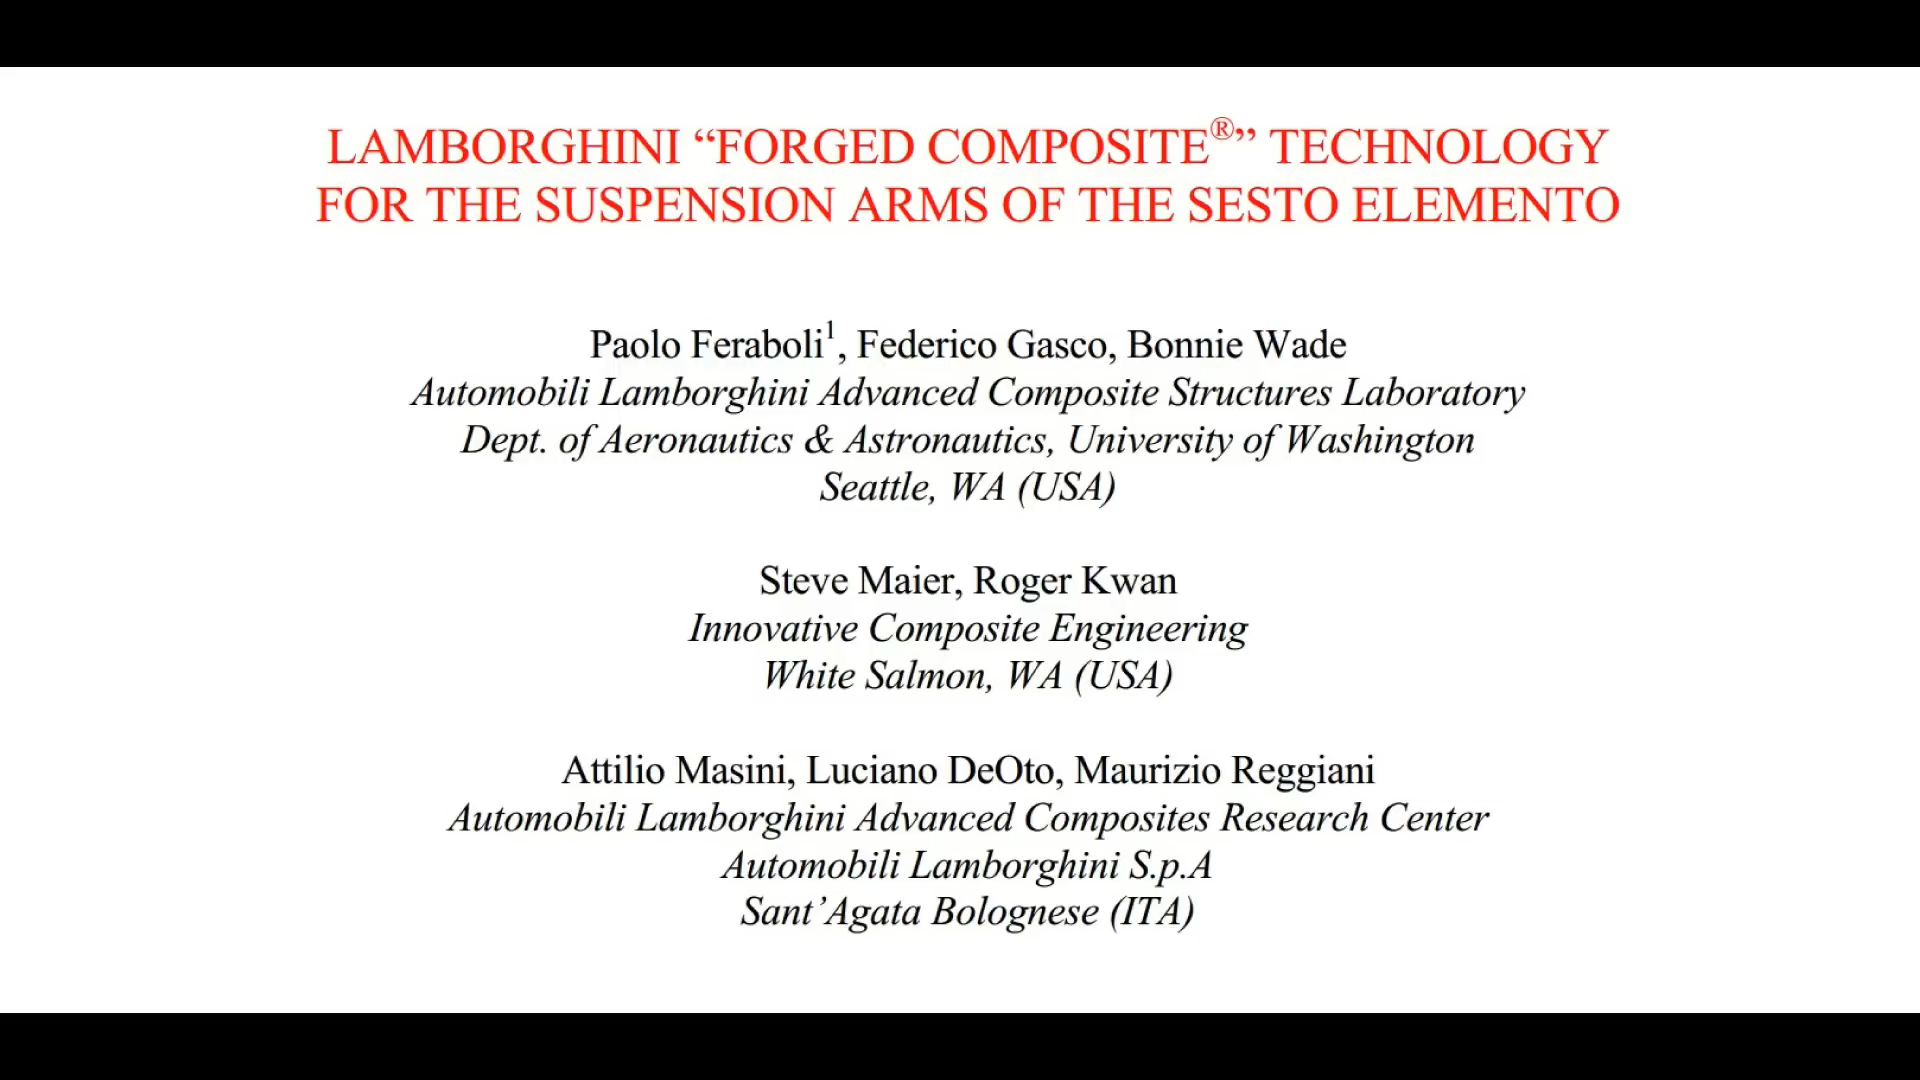 LAMBORGHINI “FORGED COMPOSITE®” TECHNOLOGY
FOR THE SUSPENSION ARMS OF THE SESTO ELEMENTO
Paolo Feraboli¹, Federico Gasco, Bonnie Wade
Automobili Lamborghini Advanced Composite Structures Laboratory
Dept. of Aeronautics & Astronautics, University of Washington
Seattle, WA (USA)
Steve Maier, Roger Kwan
Innovative Composite Engineering
White Salmon, WA (USA)
Attilio Masini, Luciano DeOto, Maurizio Reggiani
Automobili Lamborghini Advanced Composites Research Center
Automobili Lamborghini S.p.A
Sant’Agata Bolognese (ITA)